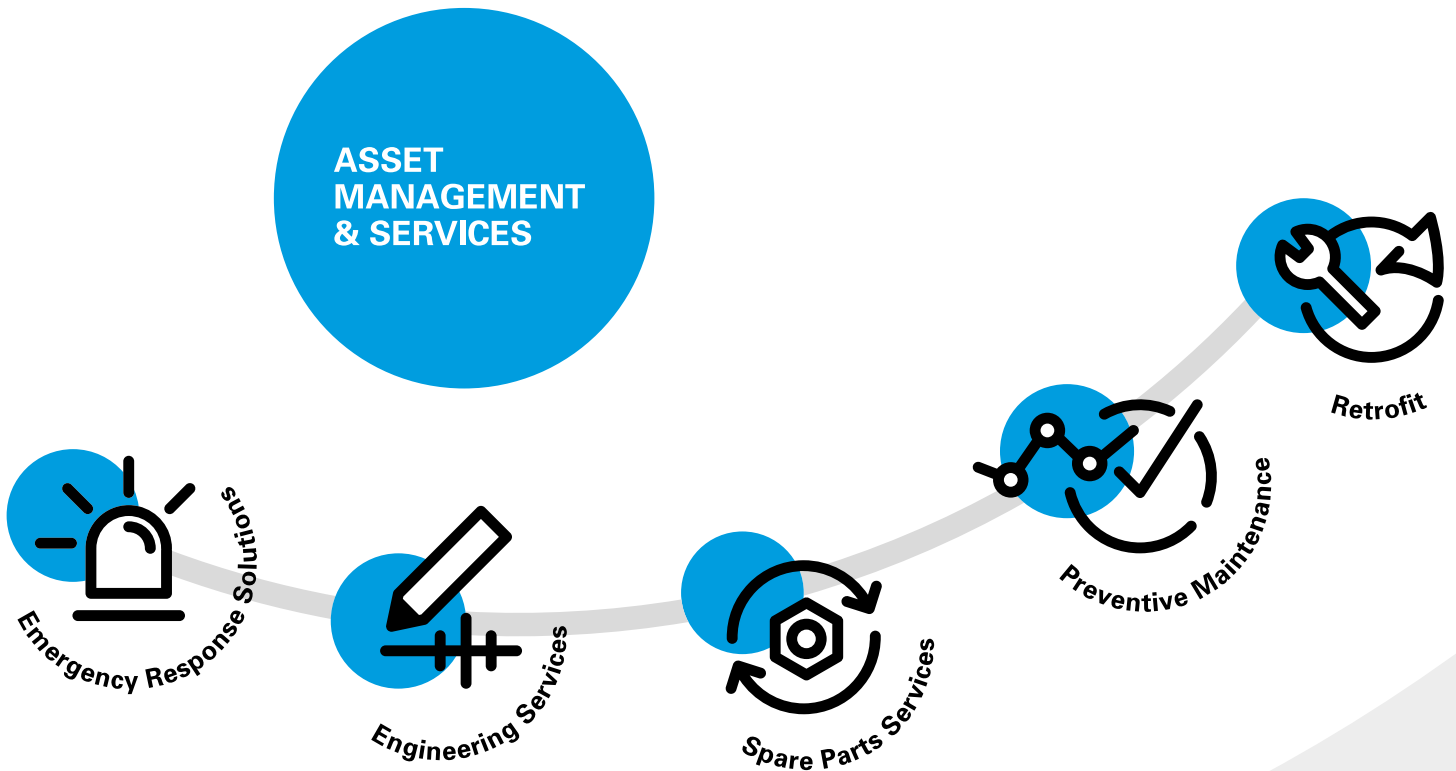 ASSET
MANAGEMENT
& SERVICES
Emergency Response Solutions
Engineering Services
Spare Parts Services
Preventive Maintenance
Retrofit